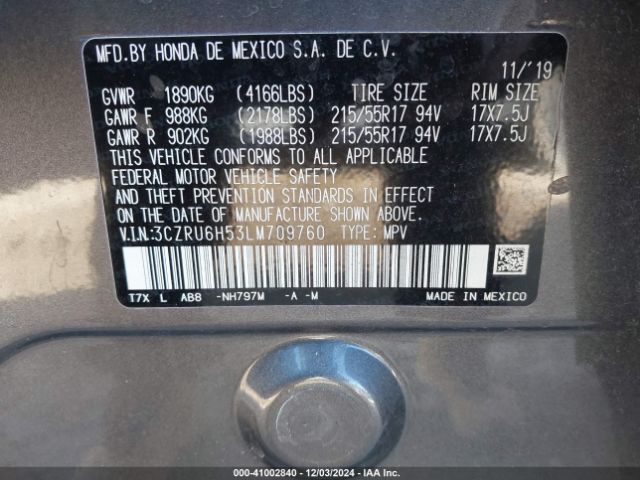 MFD.BY HONDA DE MEXICO S.A. DE C.V.
11/'19
GVWR 1890KG (4166LBS) TIRE SIZE RIM SIZE
GAWR F 988KG (2178LBS) 215/55R17 94V 17X7.5J
GAWR R 902KG (1988LBS) 215/55R17 94V 17X7.5J
THIS VEHICLE CONFORMS TO ALL APPLICABLE
FEDERAL MOTOR VEHICLE SAFETY
AND THEFT PREVENTION STANDARDS IN EFFECT
ON THE DATE OF MANUFACTURE SHOWN ABOVE.
V.I.N:3CZRU6H53LM709760 TYPE: MPV
T7X L AB8 -NH797M -A -M MADE IN MEXICO
000-41002840 • 12/03/2024 • IAA Inc.